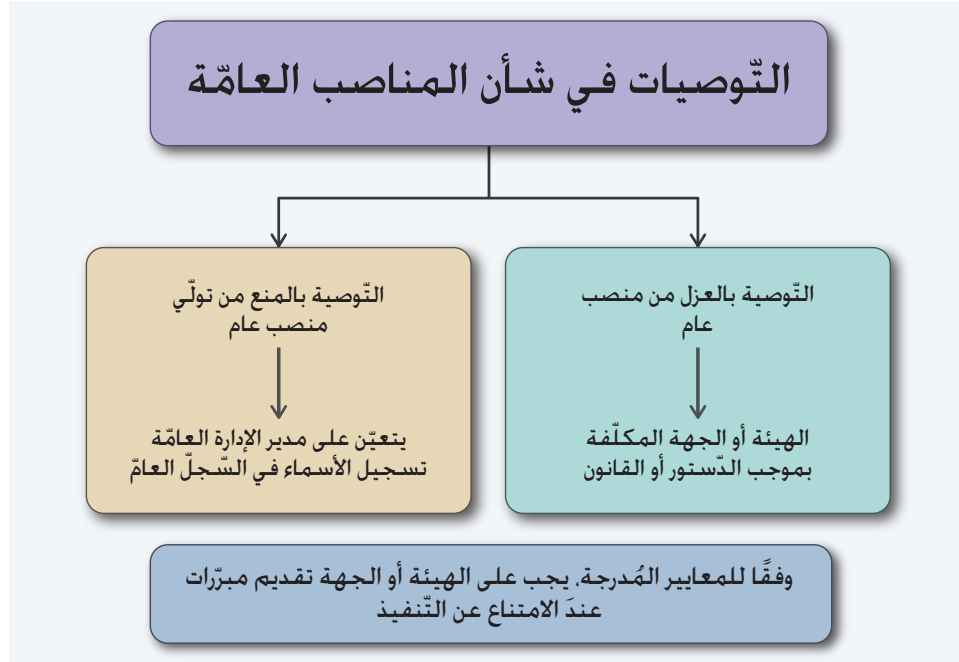 التّوصيات في شأن المناصب العامّة
التّوصية بالعزل من منصب
عام
الهيئة أو الجهة المكلّفة
بموجب الدّستور أو القانون
التّوصية بالمنع من تولّي
منصب عام
يتعيّن على مدير الإدارة العامّة
تسجيل الأسماء في السّجلّ العامّ
وفقًا للمعايير المُدرجة، يجب على الهيئة أو الجهة تقديم مبرّرات
عندَ الامتناع عن التّنفيذ